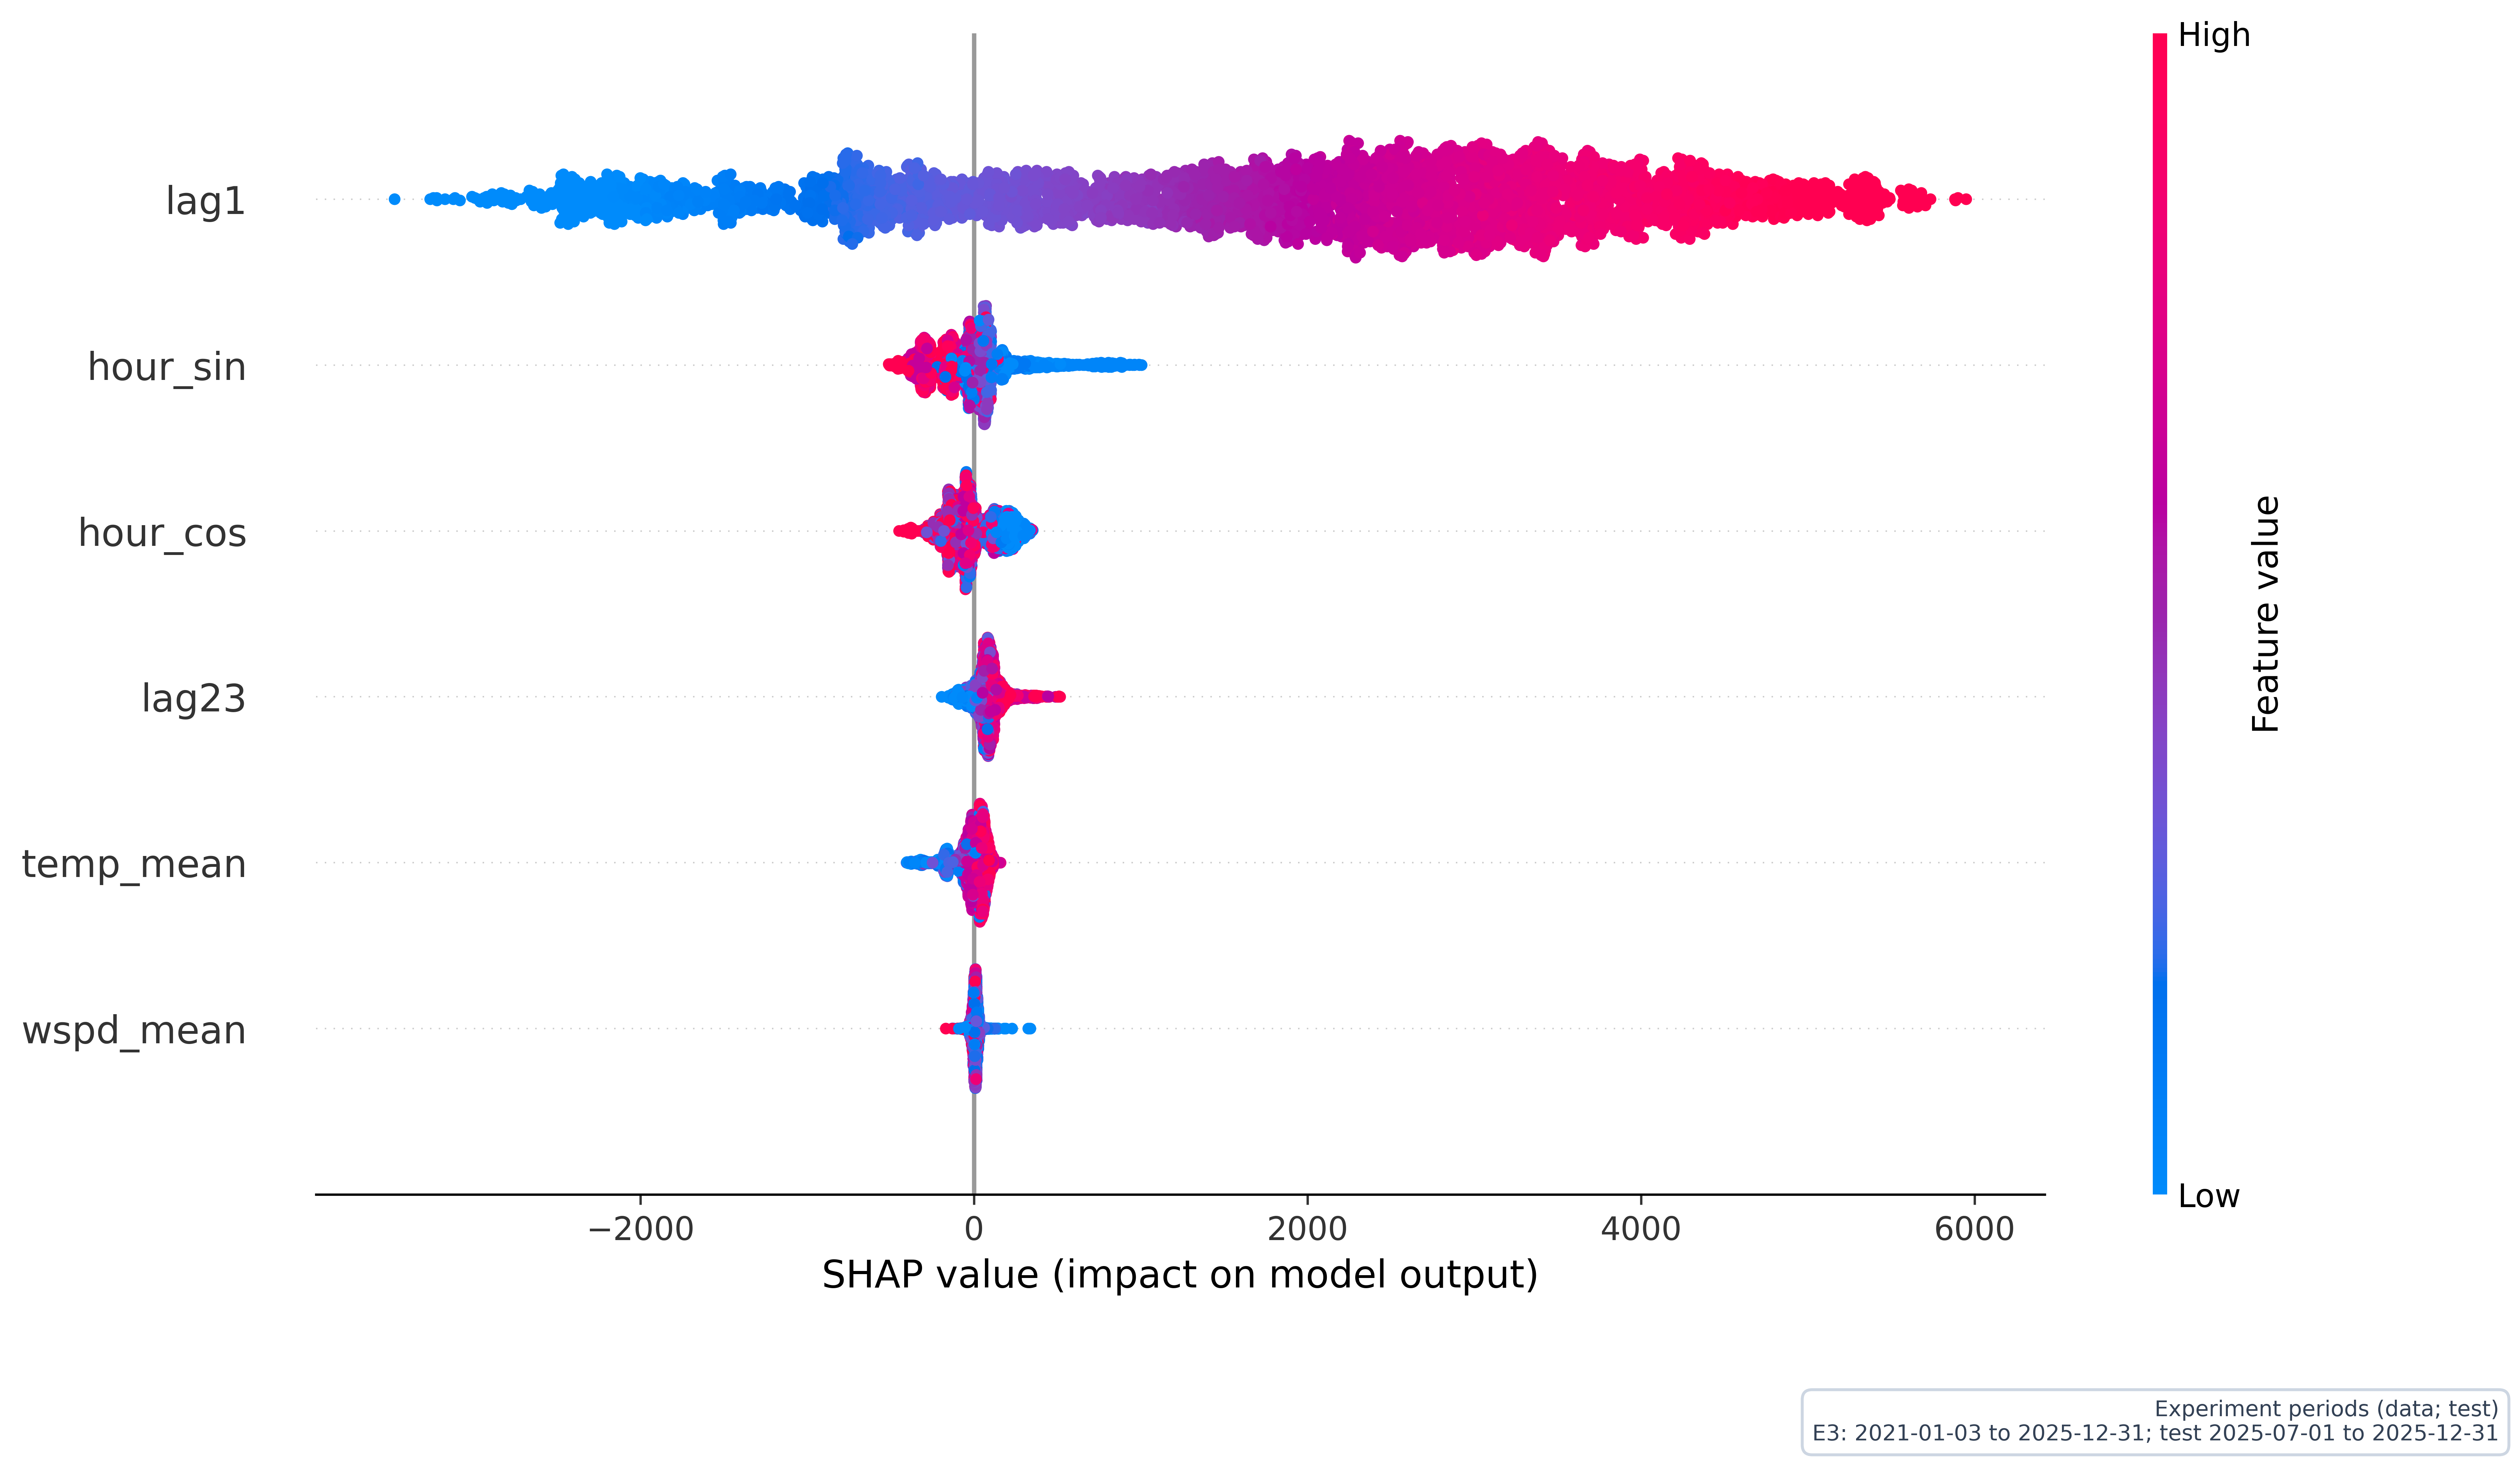 High
lag1
hour_sin
hour_cos
lag23
temp_mean
wspd_mean
Feature value
Low
−2000
0
2000
4000
6000
SHAP value (impact on model output)
Experiment periods (data; test)
E3: 2021-01-03 to 2025-12-31; test 2025-07-01 to 2025-12-31